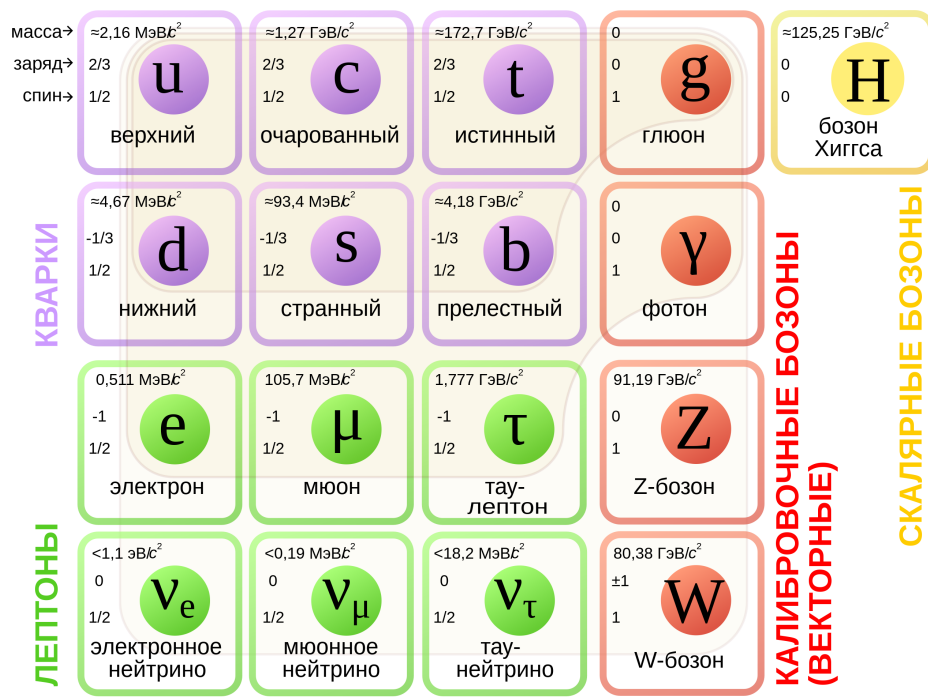 масса→
заряд→
спин→
≈2,16 МэВ/c²
2/3
1/2
u
верхний
≈1,27 ГэВ/c²
2/3
1/2
c
очарованный
≈172,7 ГэВ/c²
2/3
1/2
t
истинный
0
0
1
g
глюон
≈125,25 ГэВ/c²
0
0
H
бозон
Хиггса
КВАРКИ
≈4,67 МэВ/c²
-1/3
1/2
d
нижний
≈93,4 МэВ/c²
-1/3
1/2
s
странный
≈4,18 ГэВ/c²
-1/3
1/2
b
прелестный
0
0
1
γ
фотон
ЛЕПТОНЫ
0,511 МэВ/c²
-1
1/2
e
электрон
105,7 МэВ/c²
-1
1/2
μ
мюон
1,777 ГэВ/c²
-1
1/2
τ
тау-
лептон
91,19 ГэВ/c²
0
1
Z
Z-бозон
<1,1 эВ/c²
0
1/2
νe
электронное
нейтрино
<0,19 МэВ/c²
0
1/2
νμ
мюонное
нейтрино
<18,2 МэВ/c²
0
1/2
ντ
тау-
нейтрино
80,38 ГэВ/c²
±1
1
W
W-бозон
КАЛИБРОВОЧНЫЕ БОЗОНЫ
(ВЕКТОРНЫЕ)
СКАЛЯРНЫЕ БОЗОНЫ